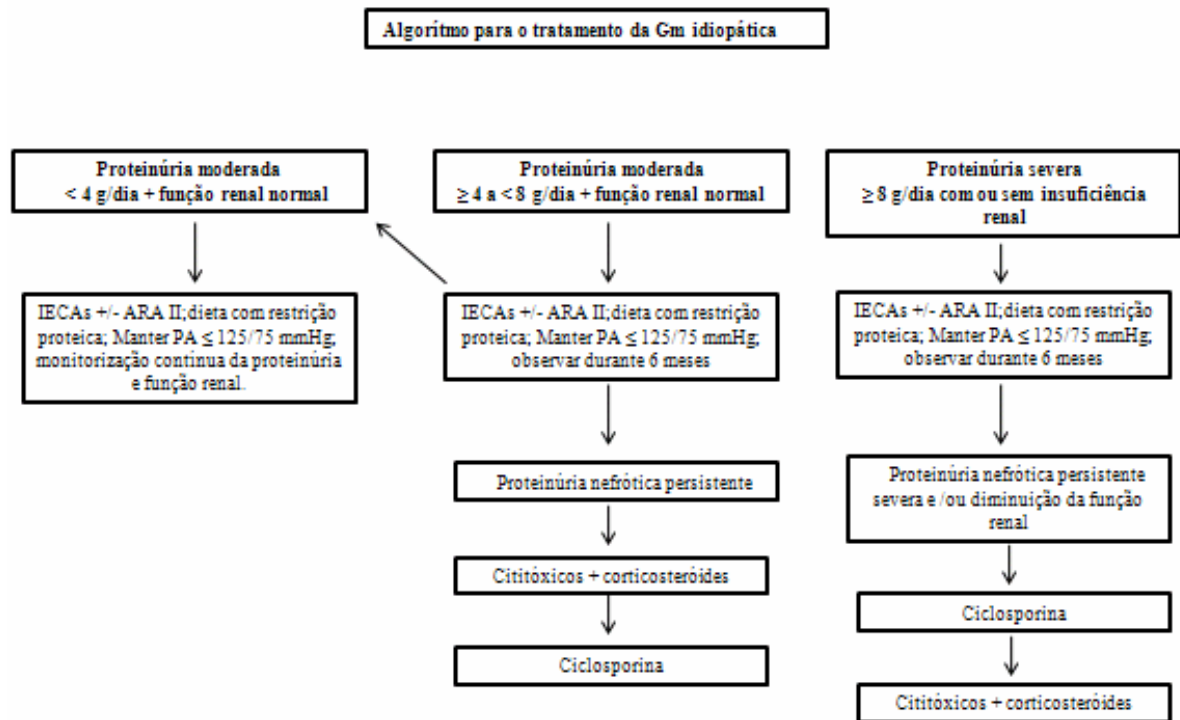 Algorítmo para o tratamento da Gm idiopática
Proteinúria moderada
< 4 g/dia + função renal normal
Proteinúria moderada
≥ 4 a < 8 g/dia + função renal normal
Proteinúria severa
≥ 8 g/dia com ou sem insuficiência
renal
IECAs +/- ARA II; dieta com restrição
proteica; Manter PA ≤ 125/75 mmHg;
monitorização continua da proteinúria
e função renal.
IECAs +/- ARA II; dieta com restrição
proteica; Manter PA ≤ 125/75 mmHg;
observar durante 6 meses
IECAs +/- ARA II; dieta com restrição
proteica; Manter PA ≤ 125/75 mmHg;
observar durante 6 meses
Proteinúria nefrótica persistente
Cititóxicos + corticosteróides
Ciclosporina
Proteinúria nefrótica persistente
severa e /ou diminuição da função
renal
Ciclosporina
Cititóxicos + corticosteróides